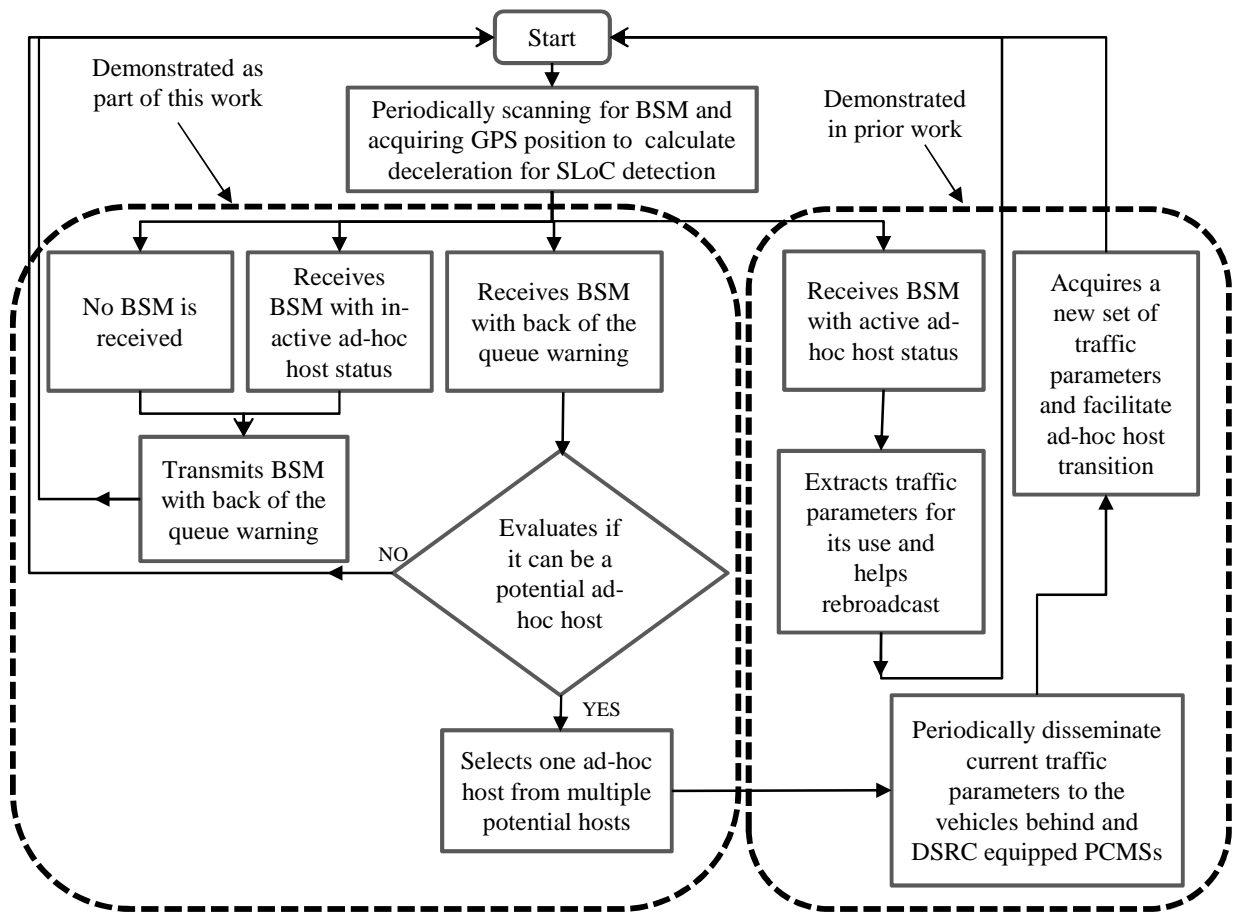 Start
Demonstrated as
part of this work
Periodically scanning for BSM and
acquiring GPS position to calculate
deceleration for SLoC detection
Demonstrated
in prior work
No BSM is
received
Receives
BSM with in-
active ad-hoc
host status
Receives BSM
with back of the
queue warning
Receives BSM
with active ad-
hoc host status
Acquires a
new set of
traffic
parameters
and facilitate
ad-hoc host
transition
Transmits BSM
with back of the
queue warning
Evaluates if
it can be a
potential ad-
hoc host
NO
YES
Extracts traffic
parameters for
its use and
helps
rebroadcast
Selects one ad-hoc
host from multiple
potential hosts
Periodically disseminate
current traffic
parameters to the
vehicles behind and
DSRC equipped PCMSs